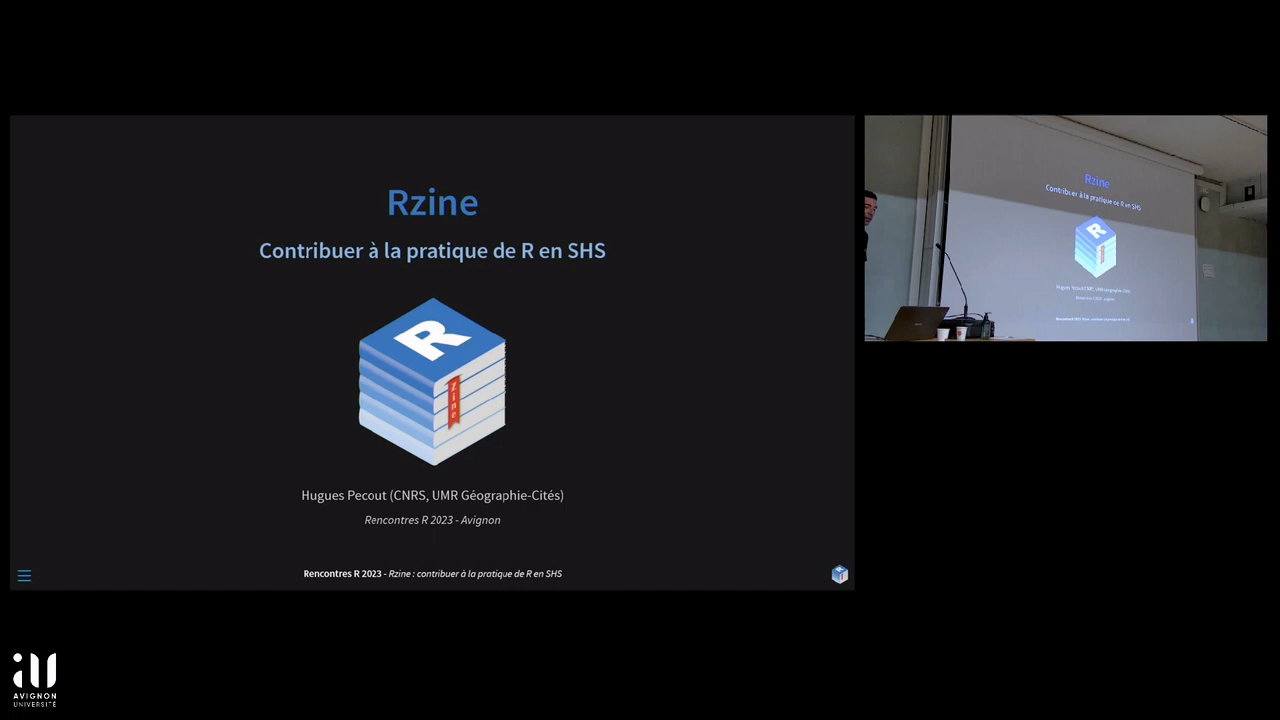 Rzine
Contribuer à la pratique de R en SHS
R
Zine
Hugues Pecout (CNRS, UMR Géographie-Cités)
Rencontres R 2023 - Avignon
Rencontres R 2023 - Rzine : contribuer à la pratique de R en SHS
Rzine
Contribuer à la pratique de R en SHS
R
AVIGNON
UNIVERSITÉ